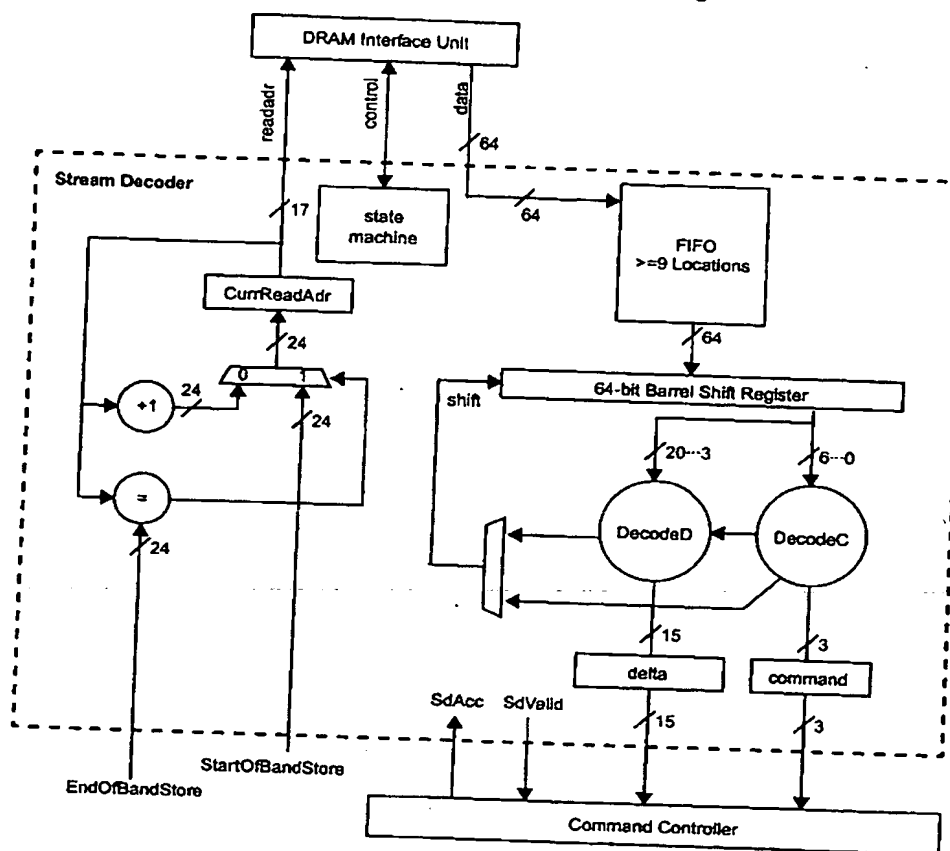 DRAM Interface Unit
readadr
control
data
64
Stream Decoder
17
state
machine
64
FIFO
>=9 Locations
CurrReadAdr
24
64
0 1
64-bit Barrel Shift Register
shift
+1
24
24
20---3
6---0
=
DecodeD
DecodeC
24
15
3
delta
command
SdAcc
SdValid
15
3
StartOfBandStore
EndOfBandStore
Command Controller